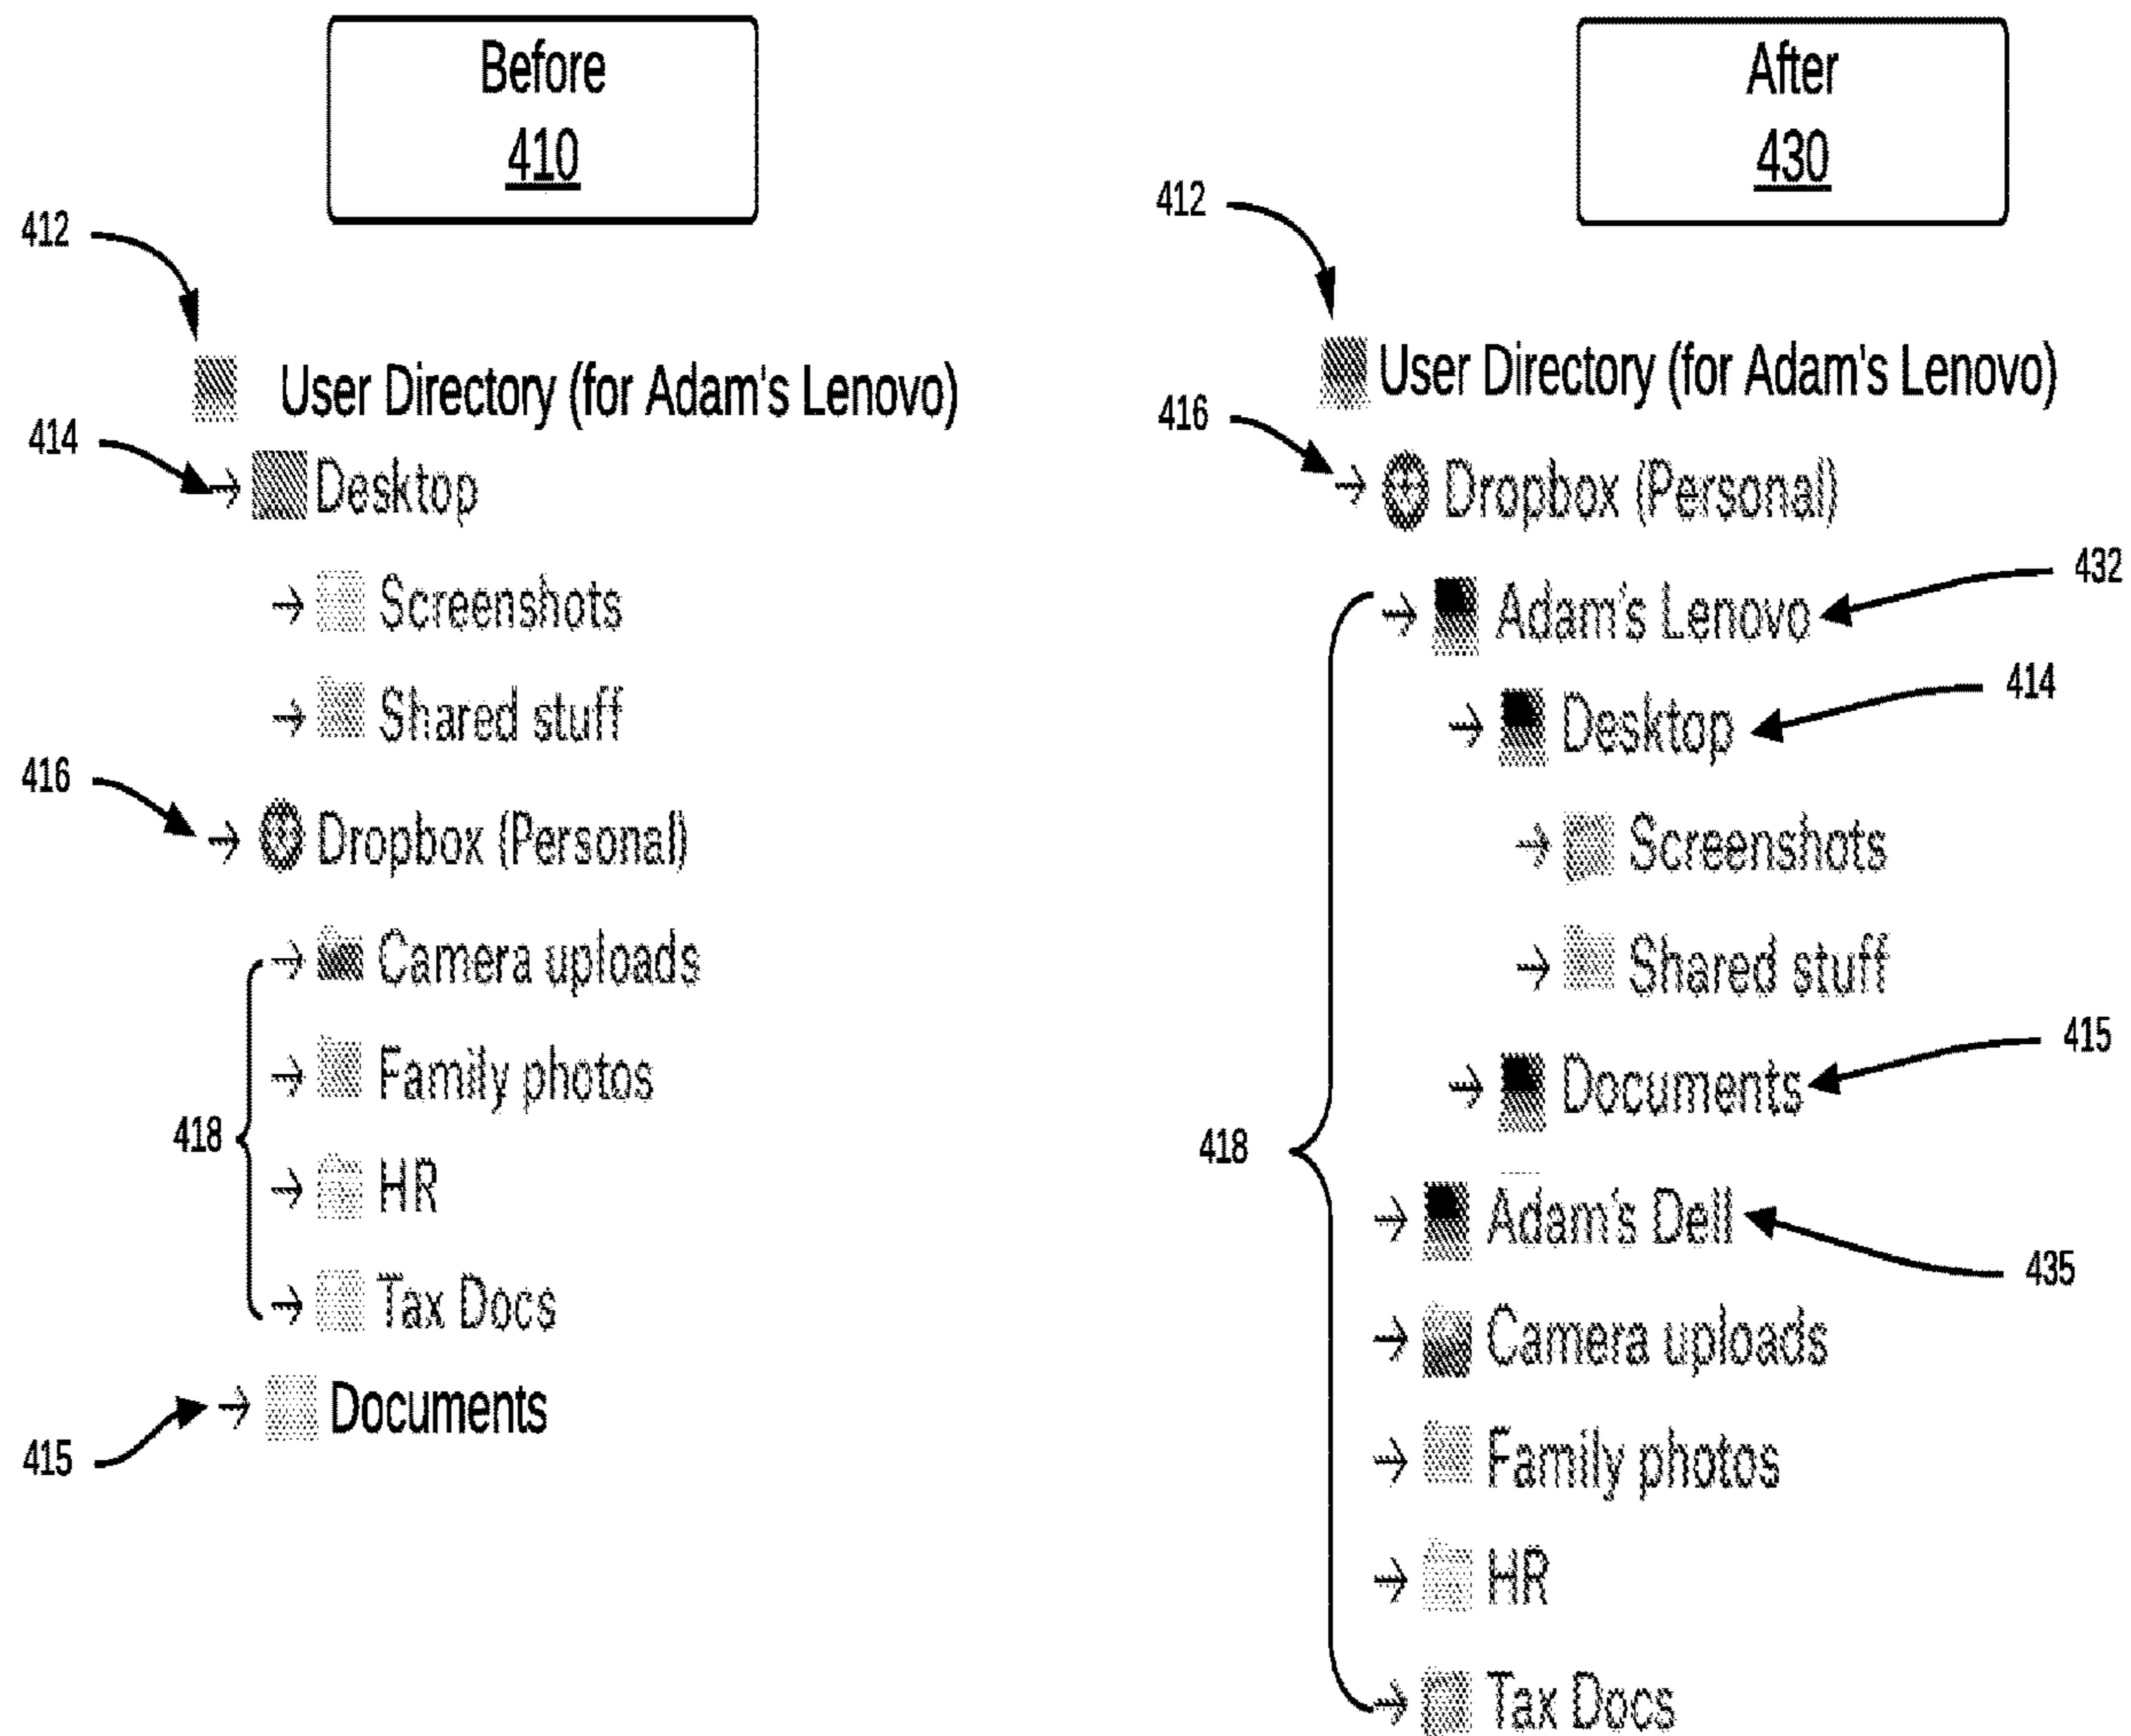 Before
410
412
User Directory (for Adam's Lenovo)
414
Desktop
Screenshots
Shared stuff
416
Dropbox (Personal)
Camera uploads
Family photos
418
HR
Tax Docs
Documents
415
After
430
412
User Directory (for Adam's Lenovo)
416
Dropbox (Personal)
432
Adam's Lenovo
414
Desktop
Screenshots
Shared stuff
415
Documents
418
Adam's Dell
435
Camera uploads
Family photos
HR
Tax Docs